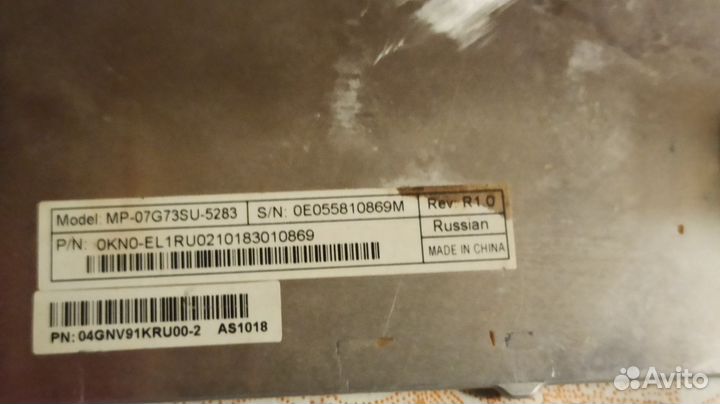 Model: MP-07G73SU-5283
S/N: 0E055810869M
Rev: R1.0
P/N: 0KN0-EL1RU0210183010869
Russian
MADE IN CHINA
PN: 04GNV91KRU00-2 AS1018
Avito